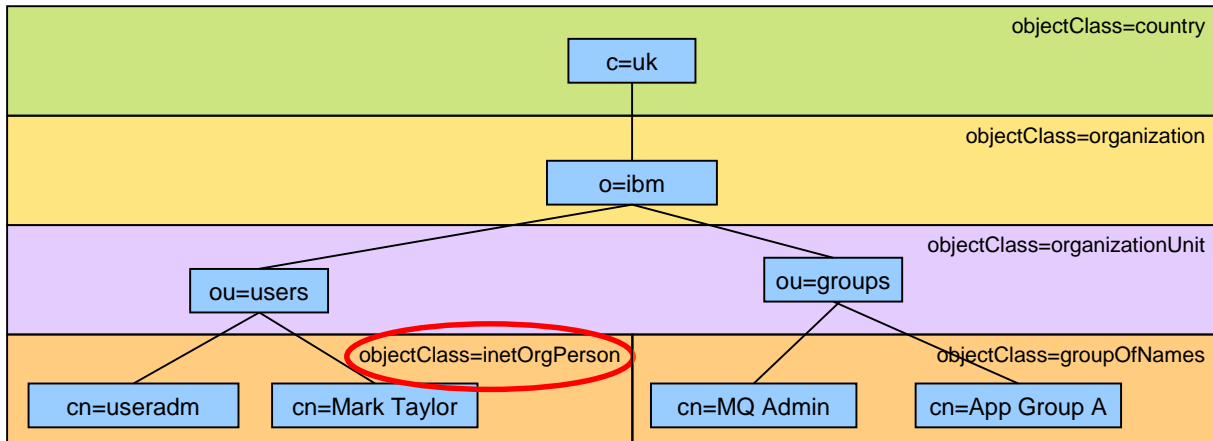 objectClass=country
c=uk
objectClass=organization
o=ibm
objectClass=organizationUnit
ou=users
ou=groups
objectClass=inetOrgPerson
objectClass=groupOfNames
cn=useradm
cn=Mark Taylor
cn=MQ Admin
cn=App Group A